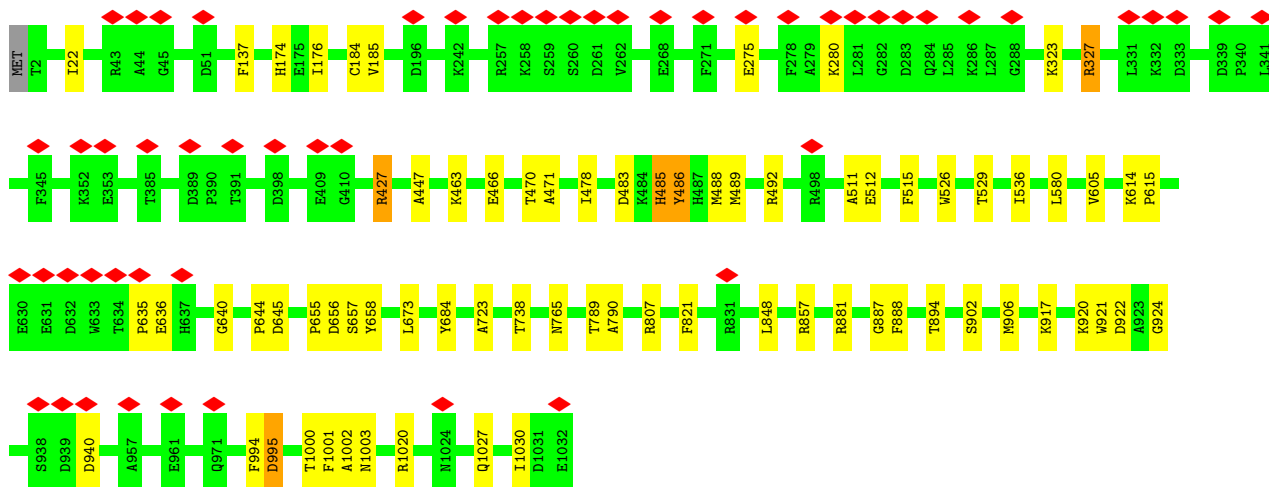 MET T2 I22 R43 A44 G45 D51 F137 H174 E175 I176 C184 V185 D196 K242 R257 K258 S259 S260 D261 V262 E268 F271 E275 F278 A279 K280 L281 G282 D283 Q284 L285 K286 L287 G288 K323 R327 L331 K332 D333 D339 P340 L341
F345 K352 E353 T385 D389 P390 T391 D398 E409 G410 R427 A447 K463 E466 T470 A471 I478 D483 K484 H485 Y486 H487 M488 M489 R492 R498 A511 E512 F515 W526 T529 I536 L580 V605 K614 P615
E630 E631 D632 W633 T634 P635 E636 H637 G640 P644 D645 P655 D656 S657 Y658 L673 Y684 A723 T738 N765 T789 A790 R807 F821 R831 L848 R857 R881 G887 F888 T894 S902 M906 K917 K920 W921 D922 A923 G924
S938 D939 D940 A957 E961 Q971 F994 D995 T1000 F1001 A1002 N1003 R1020 N1024 Q1027 I1030 D1031 E1032